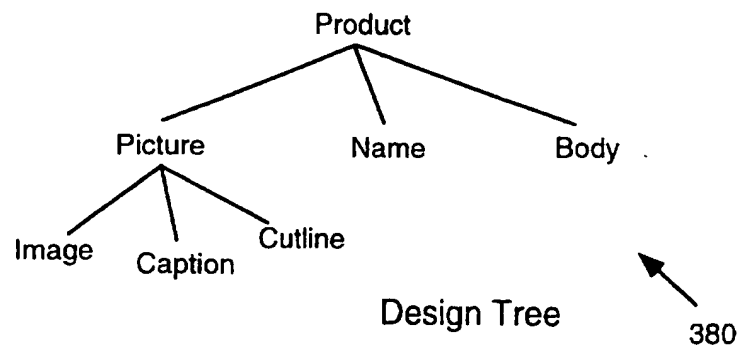 Product
Picture Name Body
Image Caption Cutline
Design Tree
380